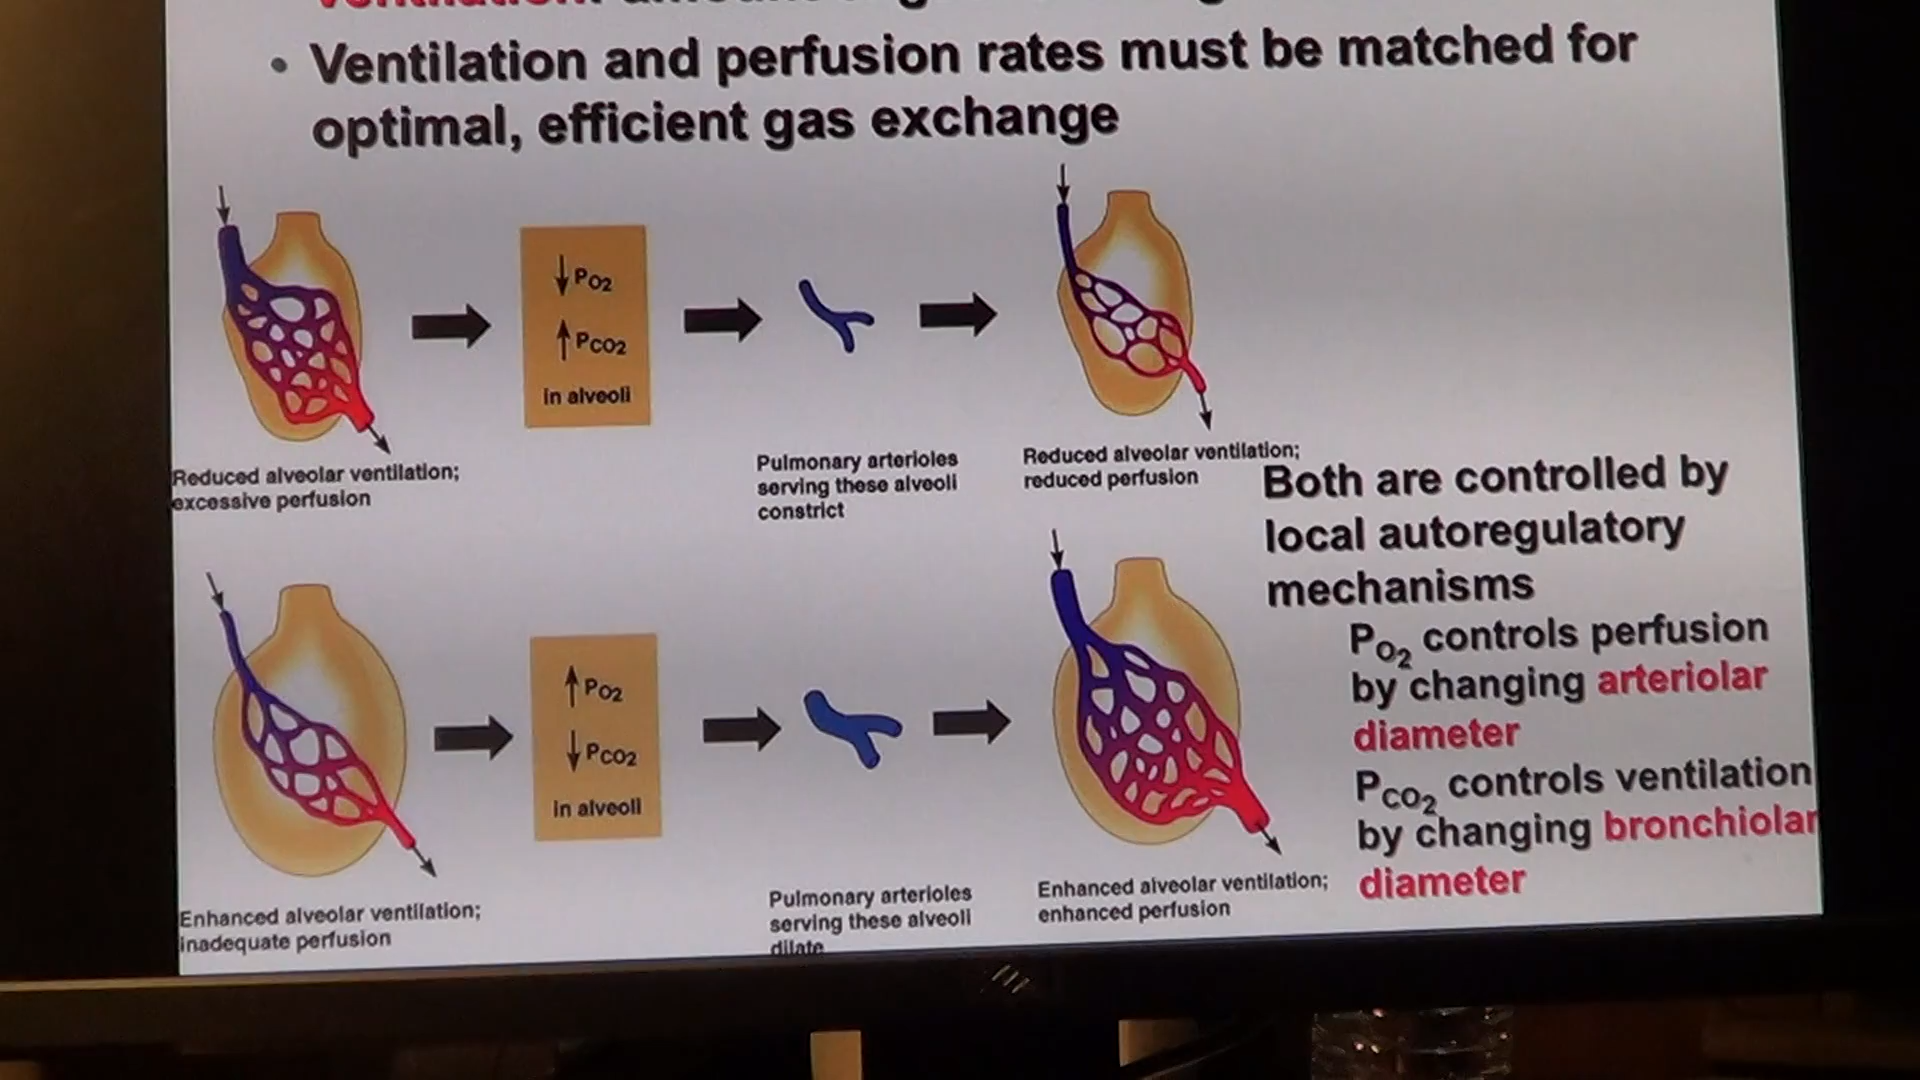 • Ventilation and perfusion rates must be matched for
optimal, efficient gas exchange
↓PO2
↑PCO2
in alveoli
Reduced alveolar ventilation;
excessive perfusion
Pulmonary arterioles
serving these alveoli
constrict
Reduced alveolar ventilation;
reduced perfusion
Both are controlled by
local autoregulatory
mechanisms
PO2 controls perfusion
by changing arteriolar
diameter
PCO2 controls ventilation
by changing bronchiolar
diameter
↑PO2
↓PCO2
in alveoli
Enhanced alveolar ventilation;
inadequate perfusion
Pulmonary arterioles
serving these alveoli
dilate
Enhanced alveolar ventilation;
enhanced perfusion